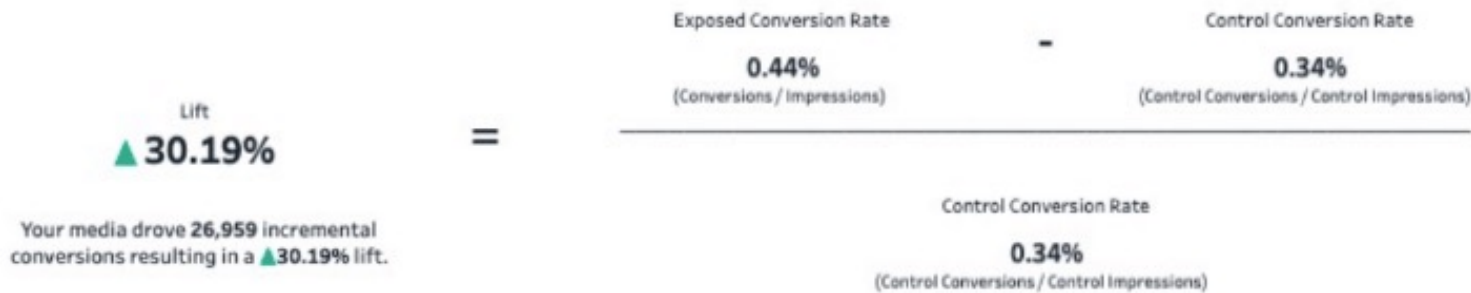 Lift
▲ 30.19%
Your media drove 26,959 incremental
conversions resulting in a ▲30.19% lift.
=
Exposed Conversion Rate
0.44%
(Conversions / Impressions)
-
Control Conversion Rate
0.34%
(Control Conversions / Control Impressions)
Control Conversion Rate
0.34%
(Control Conversions / Control Impressions)